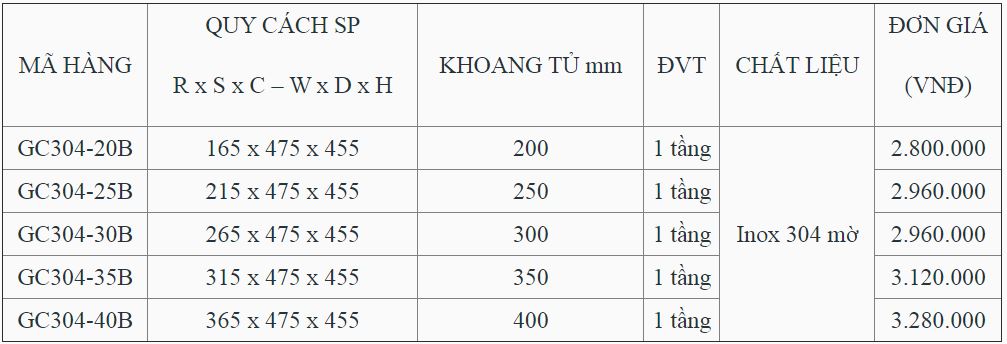 MÃ HÀNG QUY CÁCH SP R x S x C – W x D x H KHOANG TỦ mm ĐVT CHẤT LIỆU ĐƠN GIÁ (VNĐ)
GC304-20B 165 x 475 x 455 200 1 tầng Inox 304 mờ 2.800.000
GC304-25B 215 x 475 x 455 250 1 tầng 2.960.000
GC304-30B 265 x 475 x 455 300 1 tầng 2.960.000
GC304-35B 315 x 475 x 455 350 1 tầng 3.120.000
GC304-40B 365 x 475 x 455 400 1 tầng 3.280.000